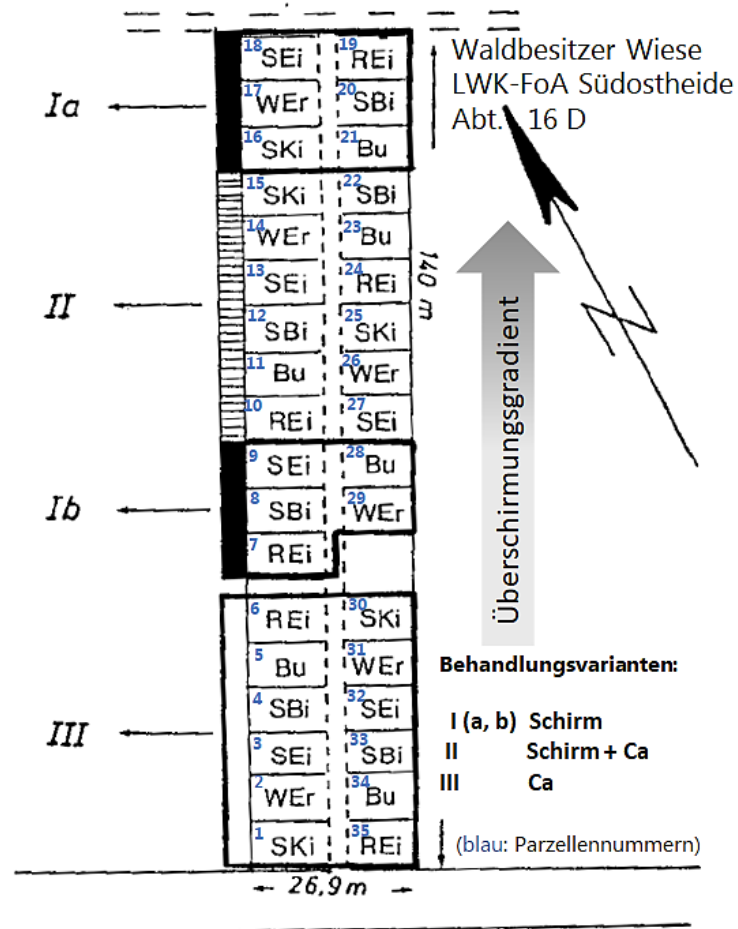 Waldbesitzer Wiese
LWK-FoA Südostheide
Abt. 16 D
Ia
18 SEi 19 REi
17 WEr 20 SBi
16 SKi 21 Bu
II
15 SKi 22 SBi
14 WEr 23 Bu
13 SEi 24 REi
12 SBi 25 SKi
11 Bu 26 WEr
10 REi 27 SEi
140 m
Ib
9 SEi 28 Bu
8 SBi 29 WEr
7 REi
III
6 REi 30 SKi
5 Bu 31 WEr
4 SBi 32 SEi
3 SEi 33 SBi
2 WEr 34 Bu
1 SKi 35 REi
26,9 m
Überschirmungsgradient
N
Behandlungsvarianten:
I (a, b) Schirm
II Schirm + Ca
III Ca
(blau: Parzellennummern)